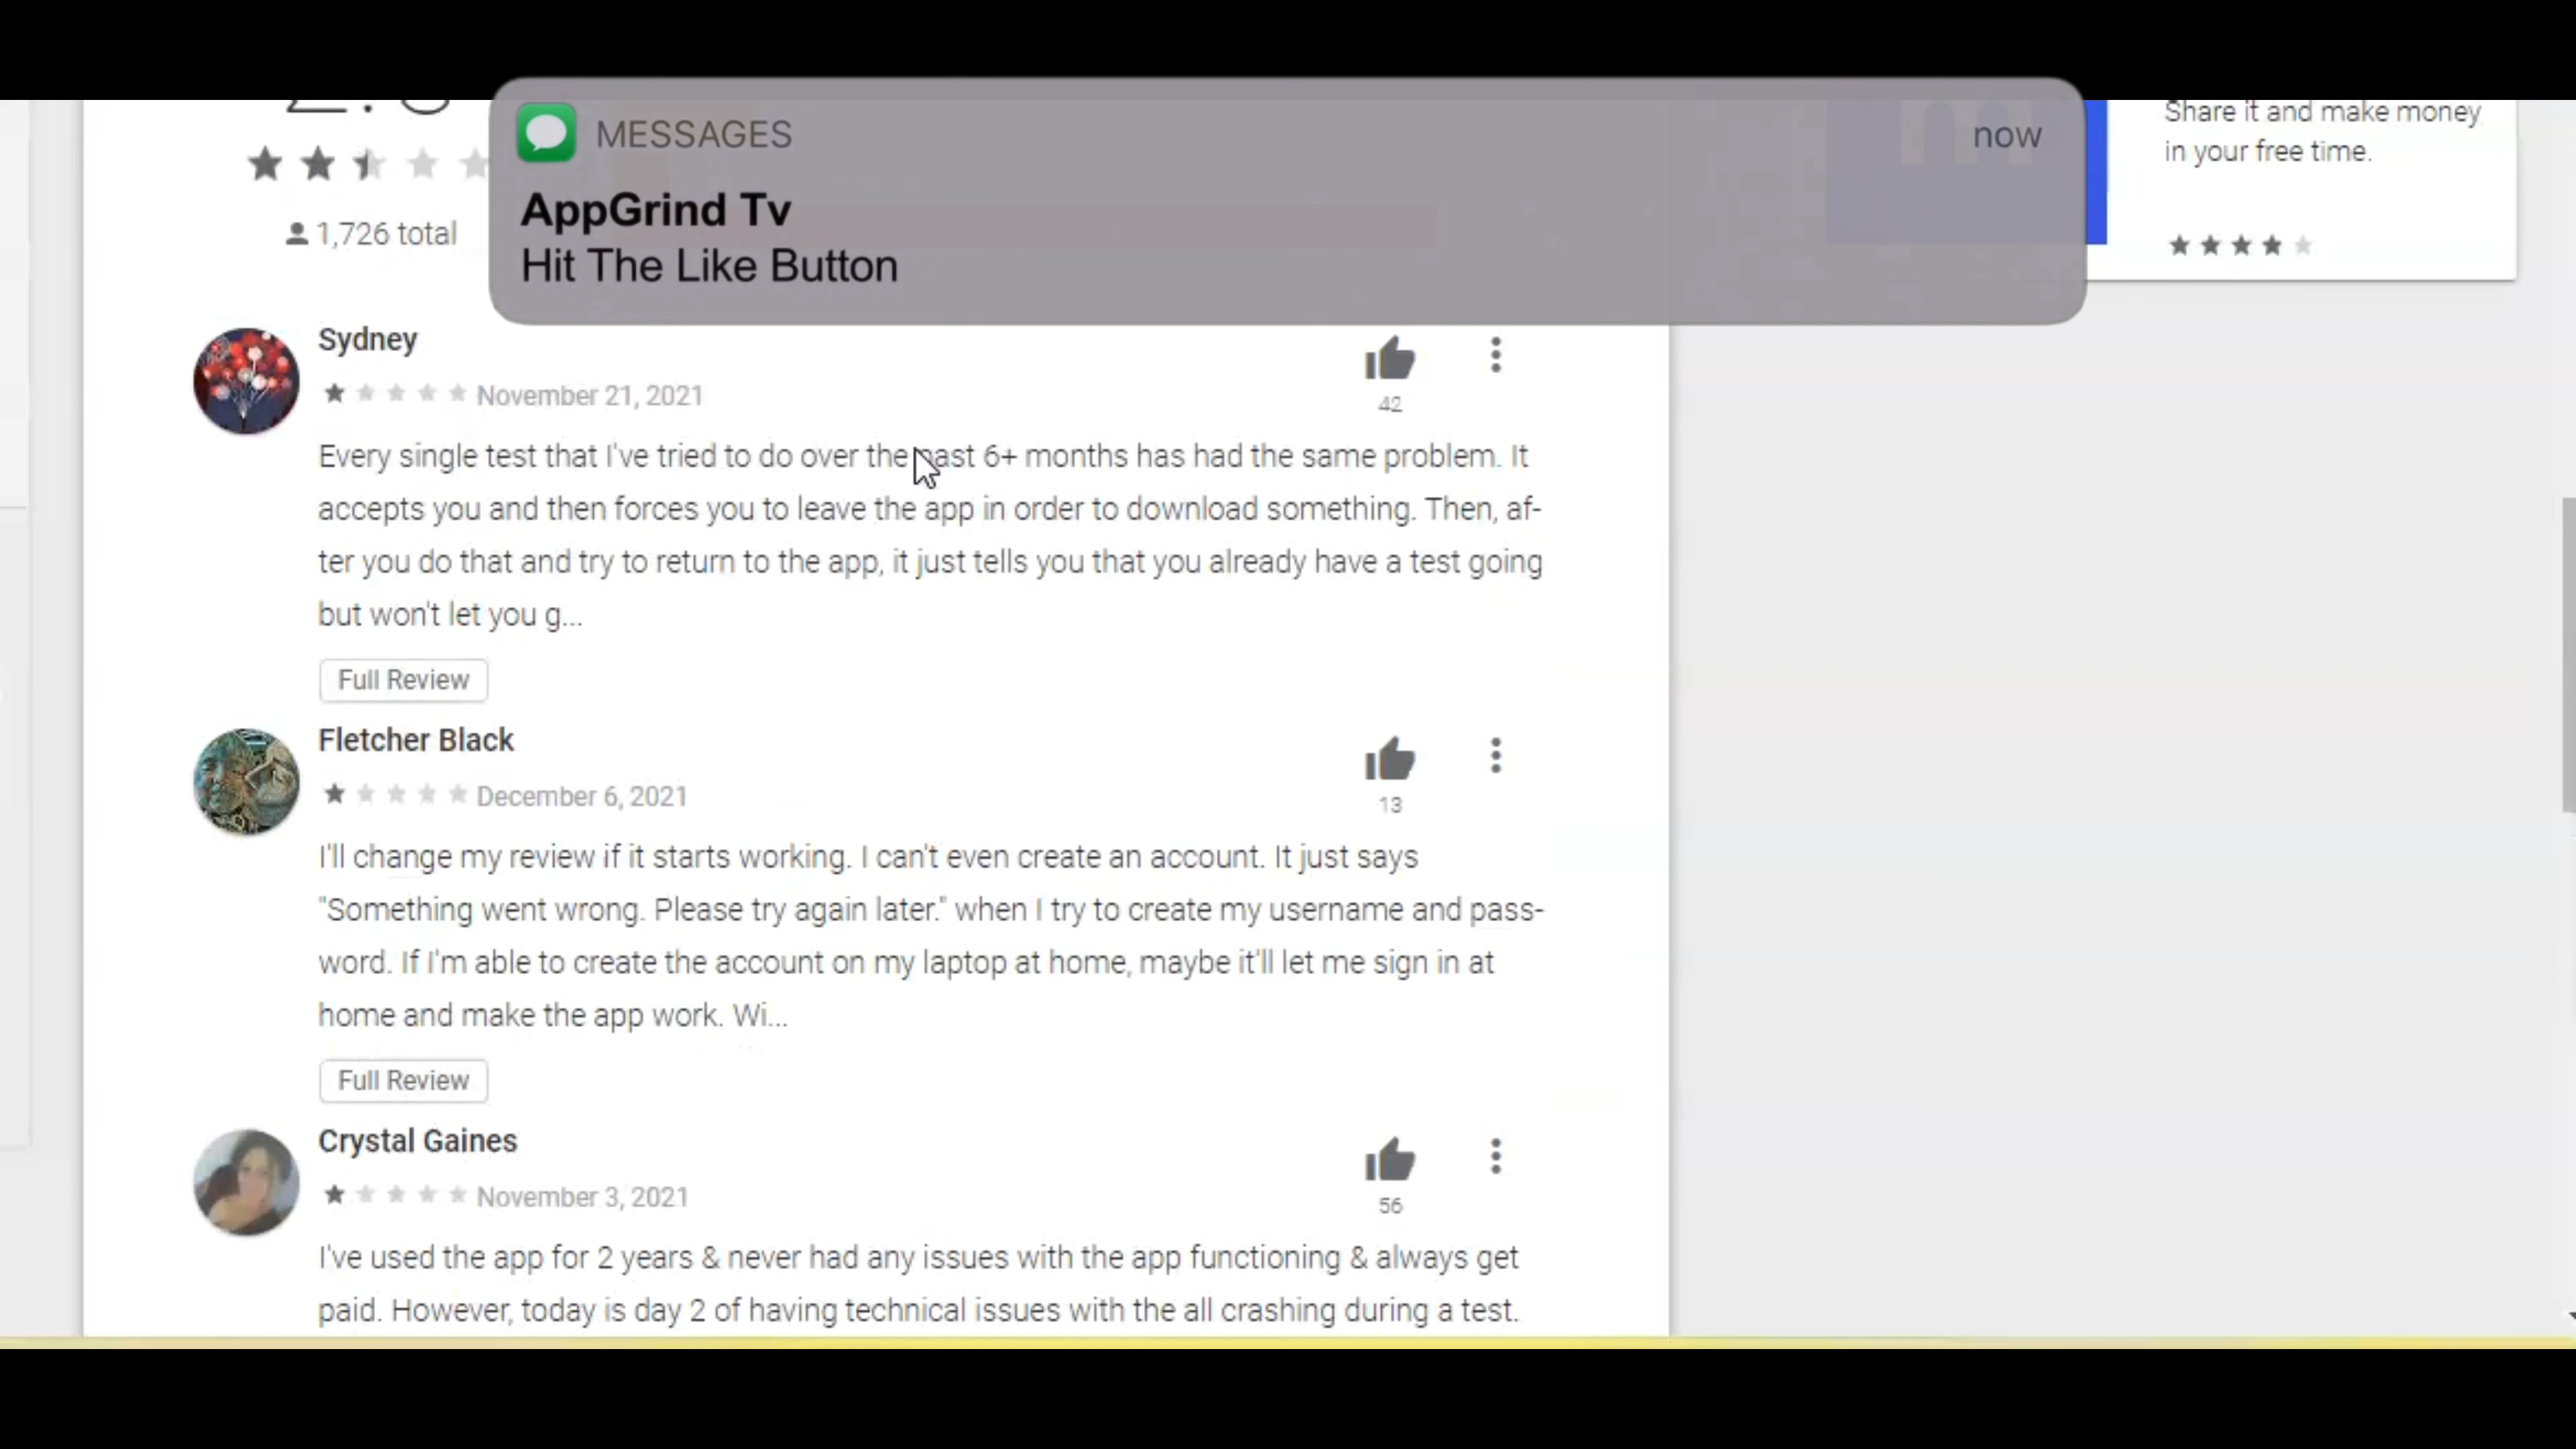 MESSAGES
now
AppGrind Tv
Hit The Like Button
Share it and make money
in your free time.
1,726 total
Sydney
November 21, 2021
42
Every single test that I've tried to do over the past 6+ months has had the same problem. It
accepts you and then forces you to leave the app in order to download something. Then, af-
ter you do that and try to return to the app, it just tells you that you already have a test going
but won't let you g...
Full Review
Fletcher Black
December 6, 2021
13
I'll change my review if it starts working. I can't even create an account. It just says
"Something went wrong. Please try again later." when I try to create my username and pass-
word. If I'm able to create the account on my laptop at home, maybe it'll let me sign in at
home and make the app work. Wi...
Full Review
Crystal Gaines
November 3, 2021
56
I've used the app for 2 years & never had any issues with the app functioning & always get
paid. However, today is day 2 of having technical issues with the all crashing during a test.